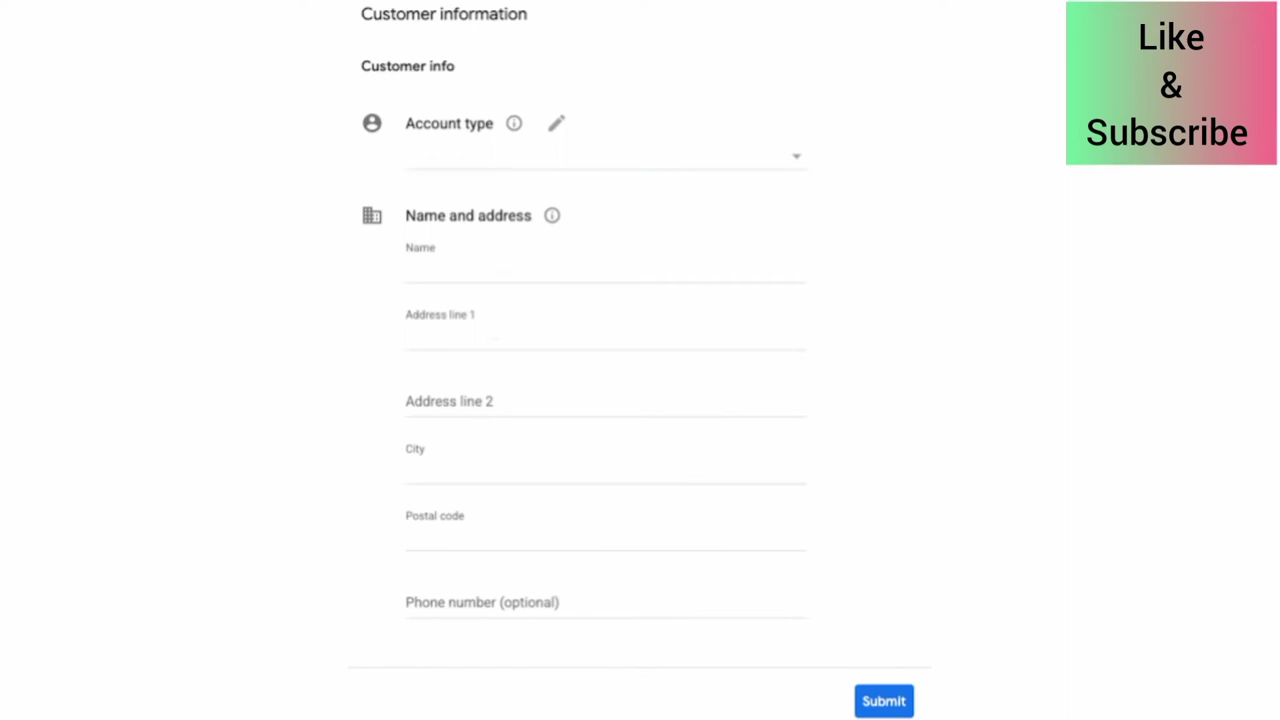 Customer information
Customer info
Account type
Name and address
Name
Address line 1
Address line 2
City
Postal code
Phone number (optional)
Submit
Like
&
Subscribe